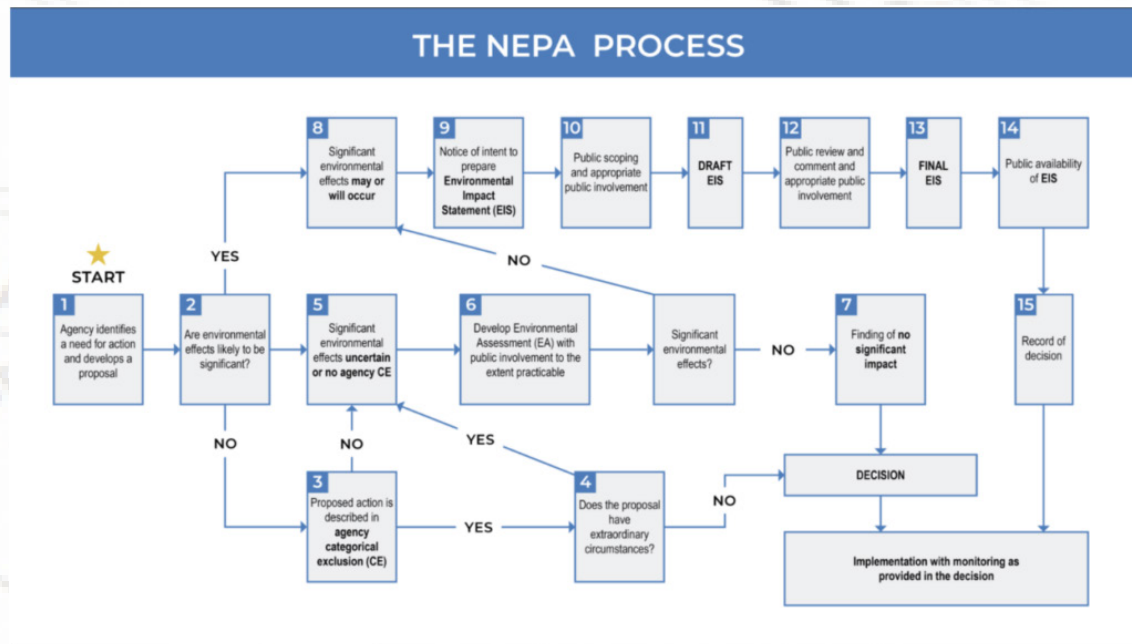 THE NEPA PROCESS
8
Significant
environmental
effects may or
will occur
9
Notice of intent to
prepare
Environmental
Impact
Statement (EIS)
10
Public scoping
and appropriate
public involvement
11
DRAFT
EIS
12
Public review and
comment and
appropriate public
involvement
13
FINAL
EIS
14
Public availability
of EIS
YES
NO
START
1
Agency identifies
a need for action
and develops a
proposal
2
Are environmental
effects likely to be
significant?
5
Significant
environmental
effects uncertain
or no agency CE
6
Develop Environmental
Assessment (EA) with
public involvement to the
extent practicable
Significant
environmental
effects?
NO
7
Finding of no
significant
impact
15
Record of
decision
NO
NO
YES
3
Proposed action is
described in
agency
categorical
exclusion (CE)
YES
4
Does the proposal
have
extraordinary
circumstances?
NO
DECISION
Implementation with monitoring as
provided in the decision